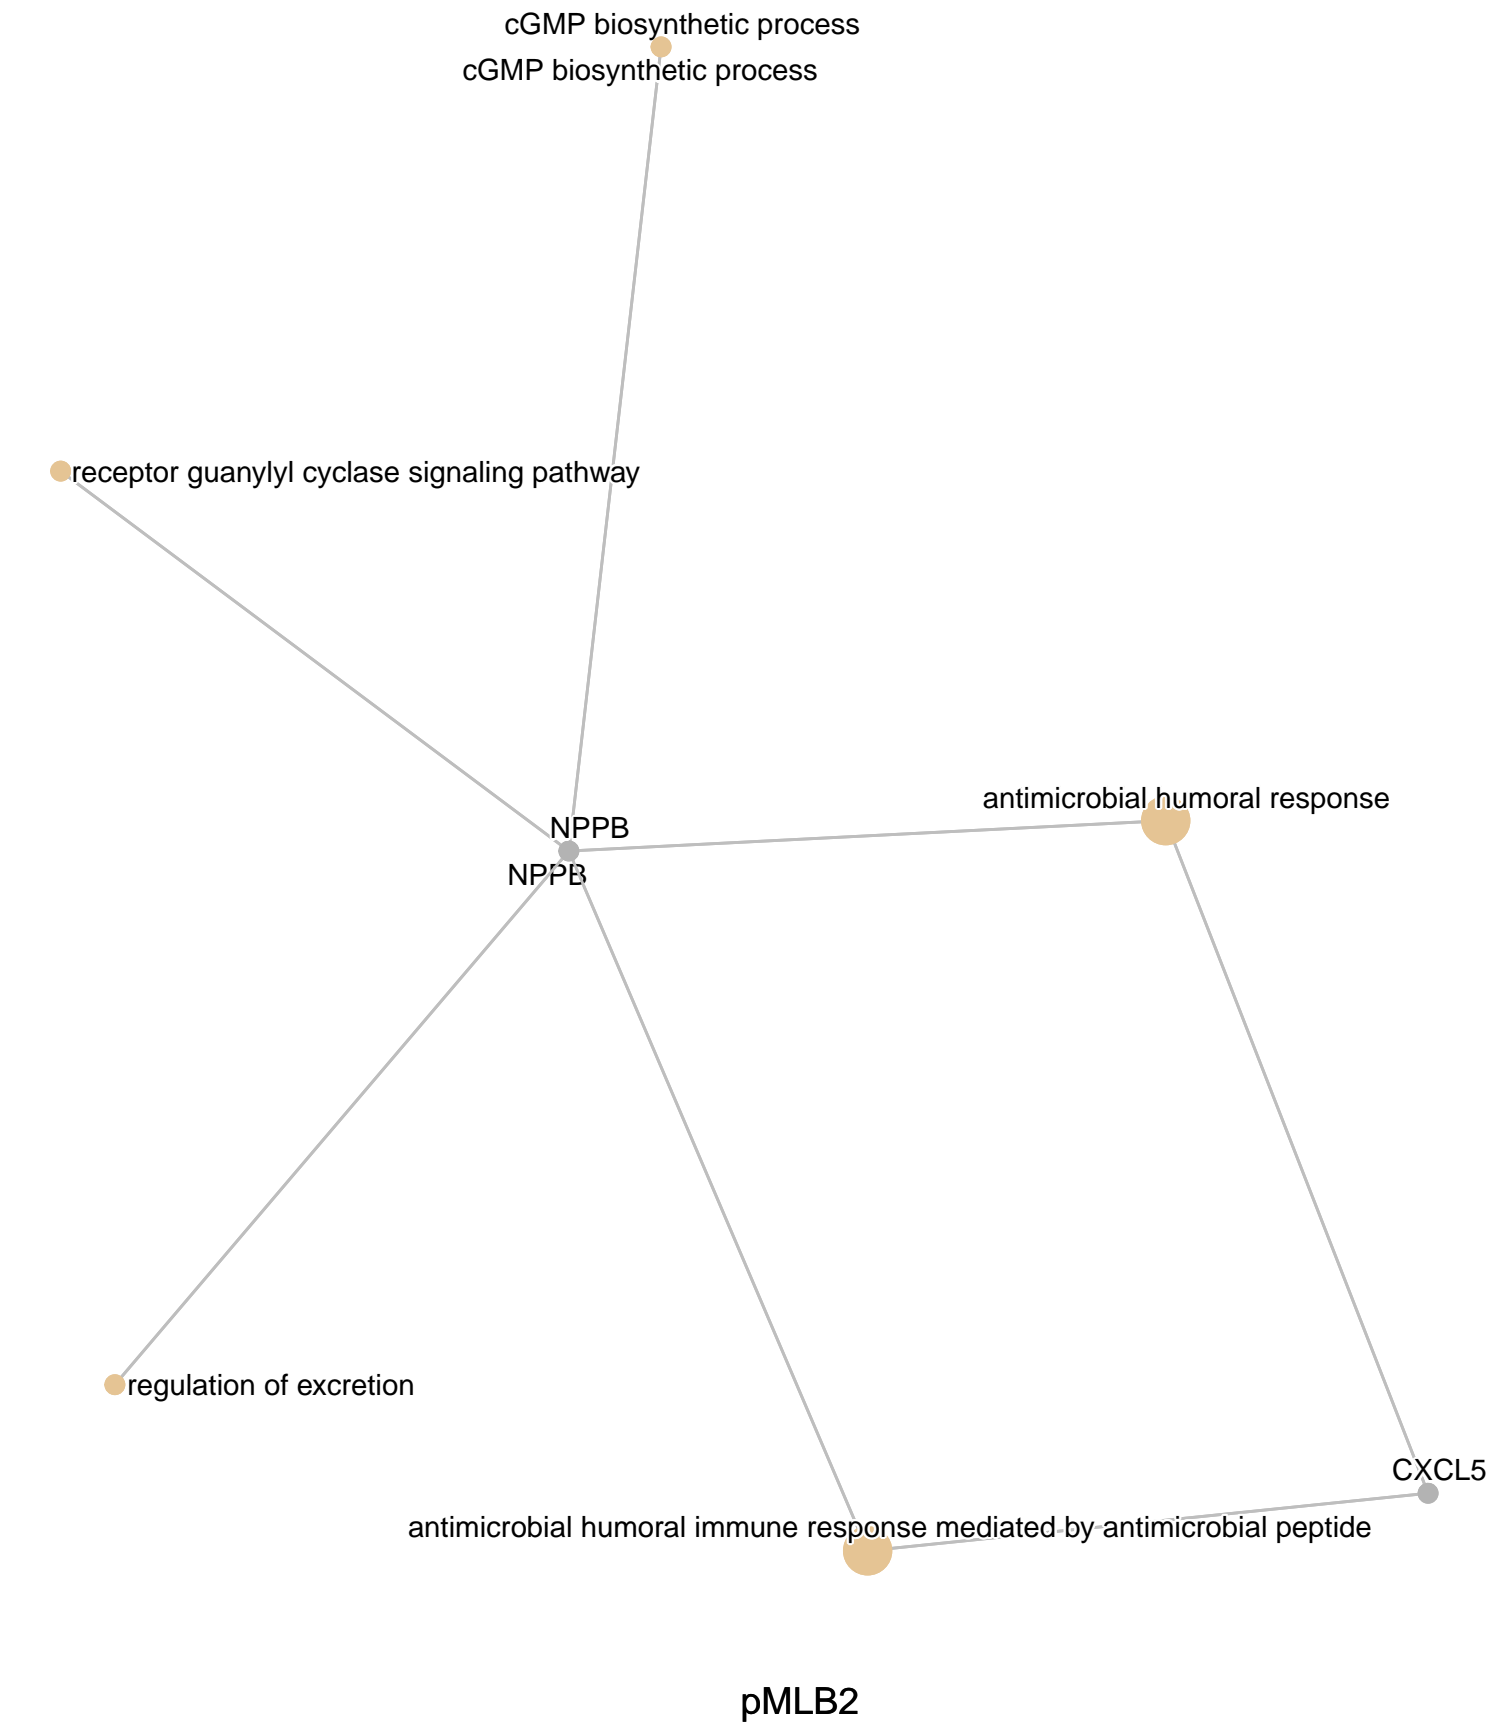 cGMP biosynthetic process
cGMP biosynthetic process
receptor guanylyl cyclase signaling pathway
antimicrobial humoral response
NPPB
NPPB
regulation of excretion
CXCL5
antimicrobial humoral immune response mediated by antimicrobial peptide
pMLB2